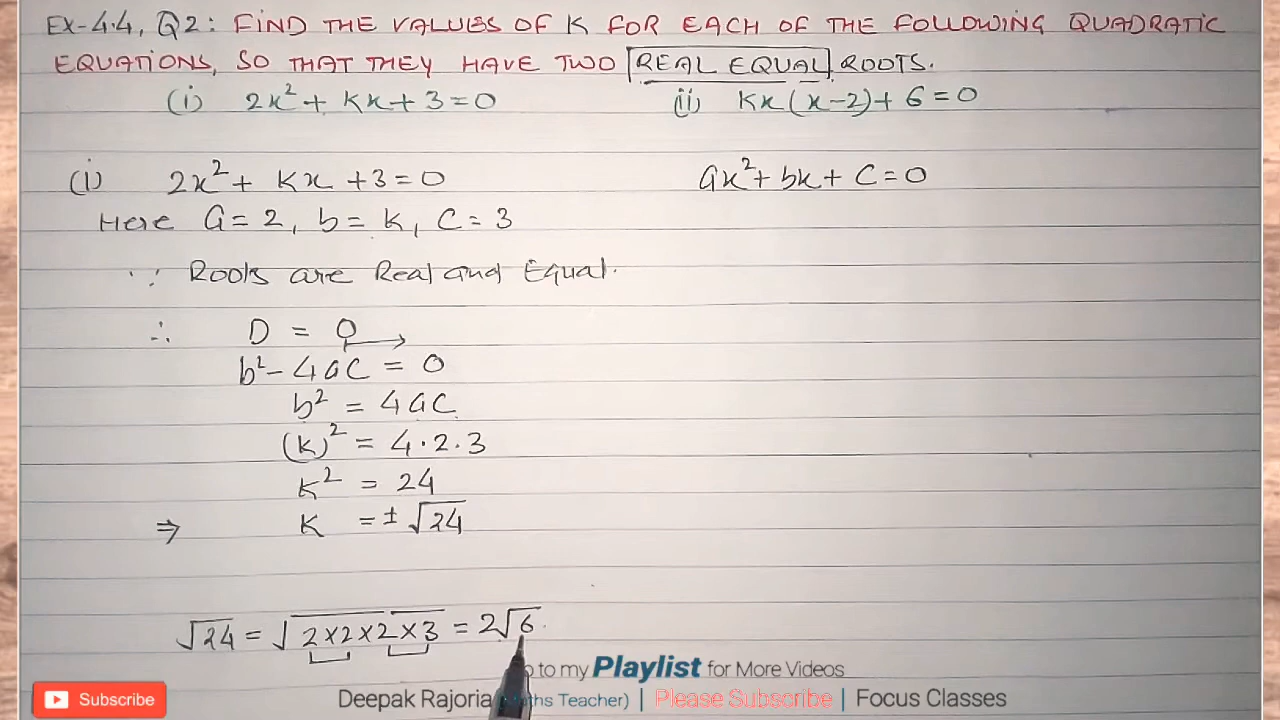 EX-4.4, Q2: FIND THE VALUES OF K FOR EACH OF THE FOLLOWING QUADRATIC
EQUATIONS, SO THAT THEY HAVE TWO REAL EQUAL ROOTS.
(i) 2x² + Kx + 3 = 0 (ii) Kx(x-2) + 6 = 0
(i) 2x² + Kx + 3 = 0 ax² + bx + c = 0
Here a = 2, b = K, C = 3
∵ Roots are Real and Equal.
∴ D = 0
b² - 4ac = 0
b² = 4ac
(K)² = 4·2·3
K² = 24
⇒ K = ± √24
√24 = √2×2×2×3 = 2√6
to my Playlist for More Videos
Subscribe
Deepak Rajoria Maths Teacher) | Please Subscribe | Focus Classes